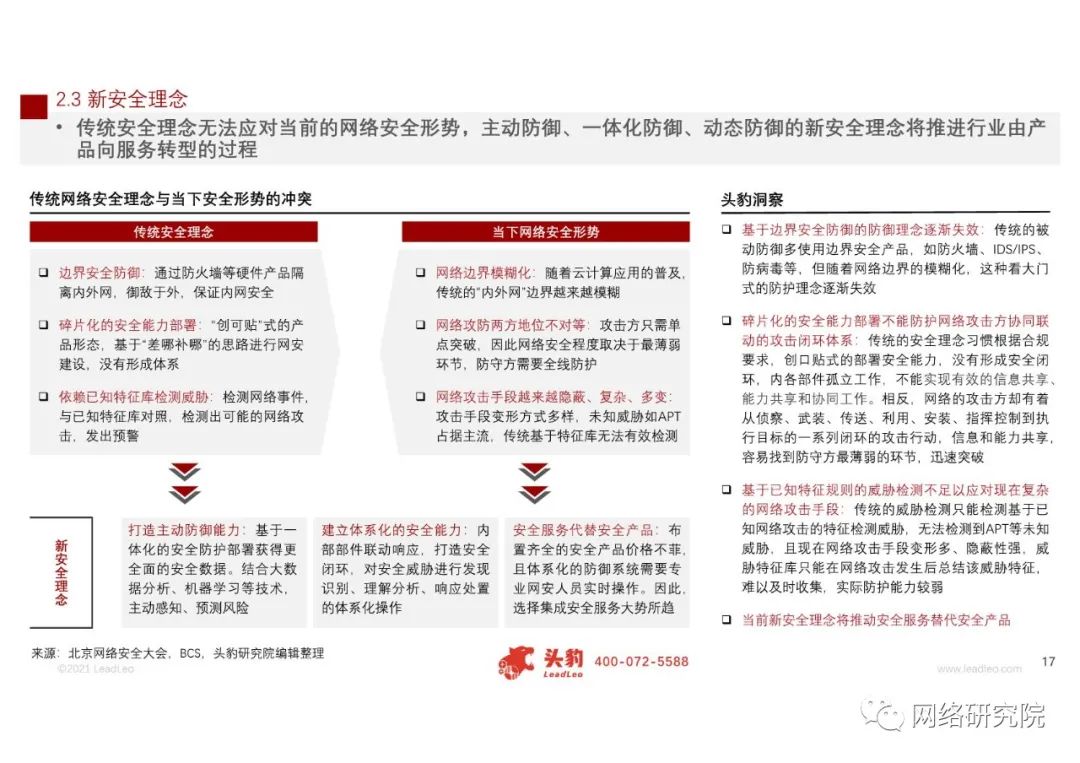 2.3 新安全理念
• 传统安全理念无法应对当前的网络安全形势，主动防御、一体化防御、动态防御的新安全理念将推进行业由产
品向服务转型的过程
传统网络安全理念与当下安全形势的冲突
传统安全理念
边界安全防御：通过防火墙等硬件产品隔
离内外网，御敌于外，保证内网安全
碎片化的安全能力部署：“创可贴”式的产
品形态，基于“差哪补哪”的思路进行网安
建设，没有形成体系
依赖已知特征库检测威胁：检测网络事件，
与已知特征库对照，检测出可能的网络攻
击，发出预警
当下网络安全形势
网络边界模糊化：随着云计算应用的普及，
传统的“内外网”边界越来越模糊
网络攻防两方地位不对等：攻击方只需单
点突破，因此网络安全程度取决于最薄弱
环节，防守方需要全线防护
网络攻击手段越来越隐蔽、复杂、多变：
攻击手段变形方式多样，未知威胁如APT
占据主流，传统基于特征库无法有效检测
新安全理念
打造主动防御能力：基于一
体化的安全防护部署获得更
全面的安全数据。结合大数
据分析、机器学习等技术，
主动感知、预测风险
建立体系化的安全能力：内
部部件联动响应，打造安全
闭环，对安全威胁进行发现
识别、理解分析、响应处置
的体系化操作
安全服务代替安全产品：布
置齐全的安全产品价格不菲，
且体系化的防御系统需要专
业网安人员实时操作。因此，
选择集成安全服务大势所趋
头豹洞察
基于边界安全防御的防御理念逐渐失效：传统的被
动防御多使用边界安全产品，如防火墙、IDS/IPS、
防病毒等，但随着网络边界的模糊化，这种看大门
式的防护理念逐渐失效
碎片化的安全能力部署不能防护网络攻击方协同联
动的攻击闭环体系：传统的安全理念习惯根据合规
要求，创口贴式的部署安全能力，没有形成安全闭
环，内各部件孤立工作，不能实现有效的信息共享、
能力共享和协同工作。相反，网络的攻击方却有着
从侦察、武装、传送、利用、安装、指挥控制到执
行目标的一系列闭环的攻击行动，信息和能力共享，
容易找到防守方最薄弱的环节，迅速突破
基于已知特征规则的威胁检测不足以应对现在复杂
的网络攻击手段：传统的威胁检测只能检测基于已
知网络攻击的特征检测威胁，无法检测到APT等未知
威胁，且现在网络攻击手段变形多、隐蔽性强，威
胁特征库只能在网络攻击发生后总结该威胁特征，
难以及时收集，实际防护能力较弱
当前新安全理念将推动安全服务替代安全产品
来源：北京网络安全大会，BCS，头豹研究院编辑整理
©2021 LeadLeo
头豹
LeadLeo
400-072-5588
www.leadleo.com
17
网络研究院